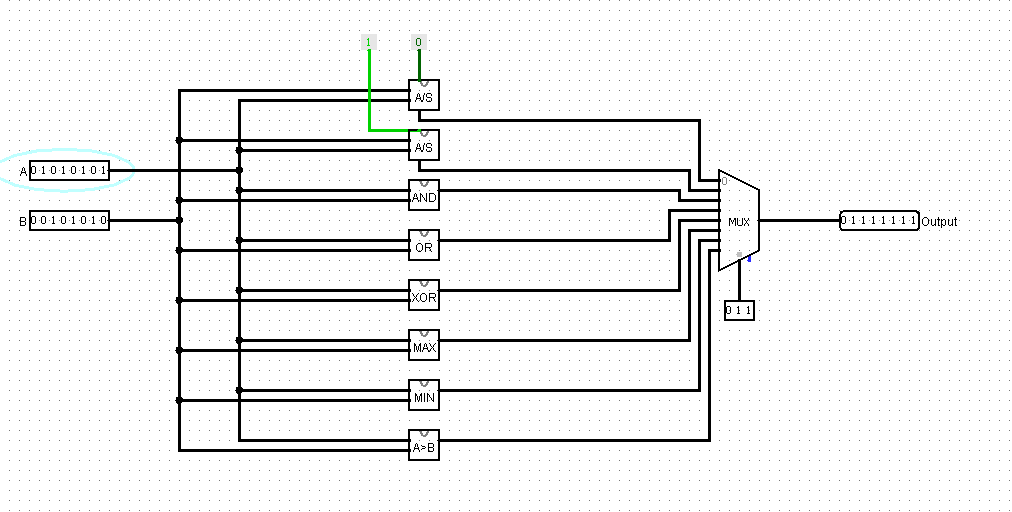 1 0
A/S
A/S
A 0 1 0 1 0 1 0 1
0
AND
B 0 0 1 0 1 0 1 0
MUX
0 1 1 1 1 1 1 1 Output
OR
XOR
0 1 1
MAX
MIN
A>B